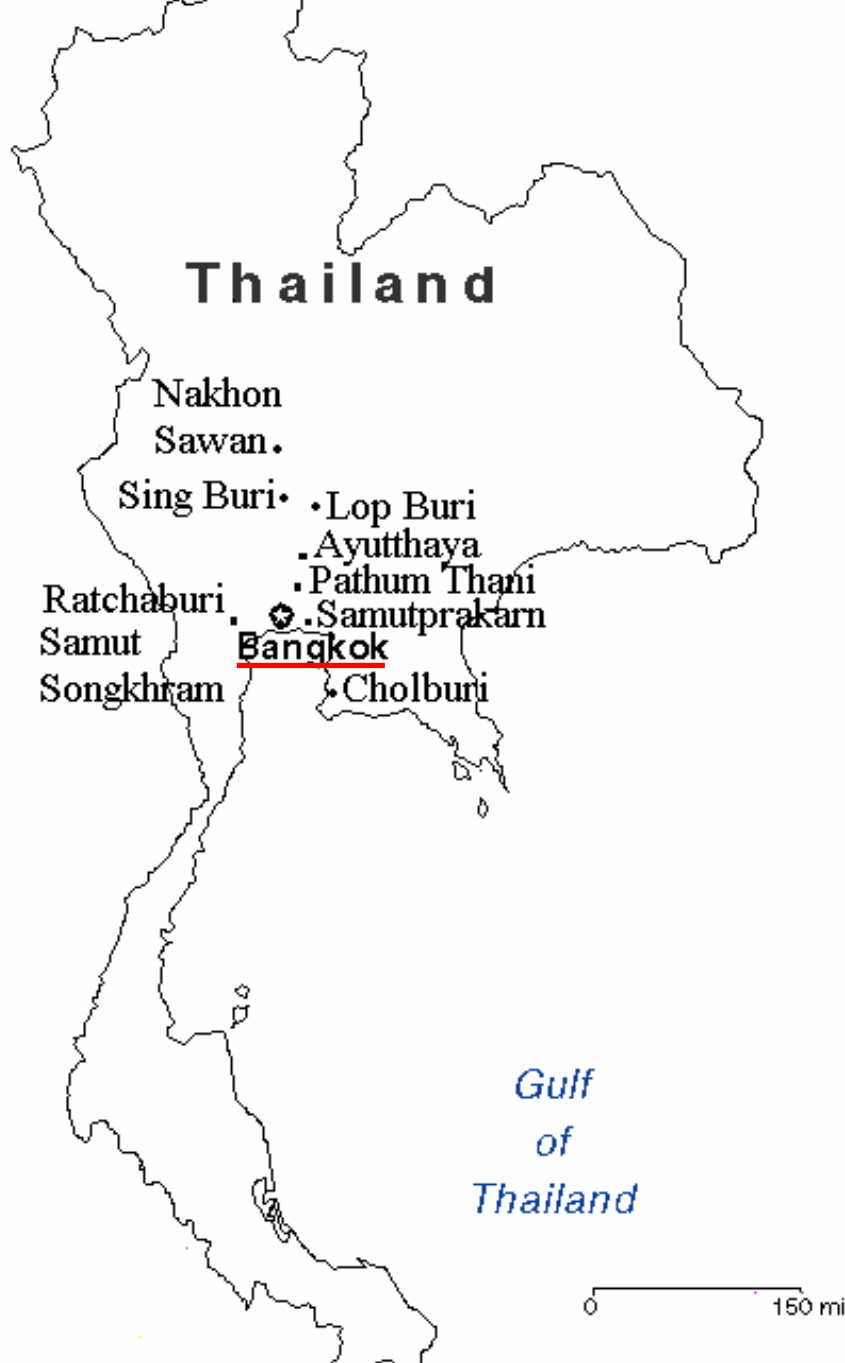 Thailand
Nakhon
Sawan
Sing Buri
Lop Buri
Ayutthaya
Pathum Thani
Ratchaburi
Samutprakarn
Samut
Bangkok
Songkhram
Cholburi
Gulf
of
Thailand
0 150 mi